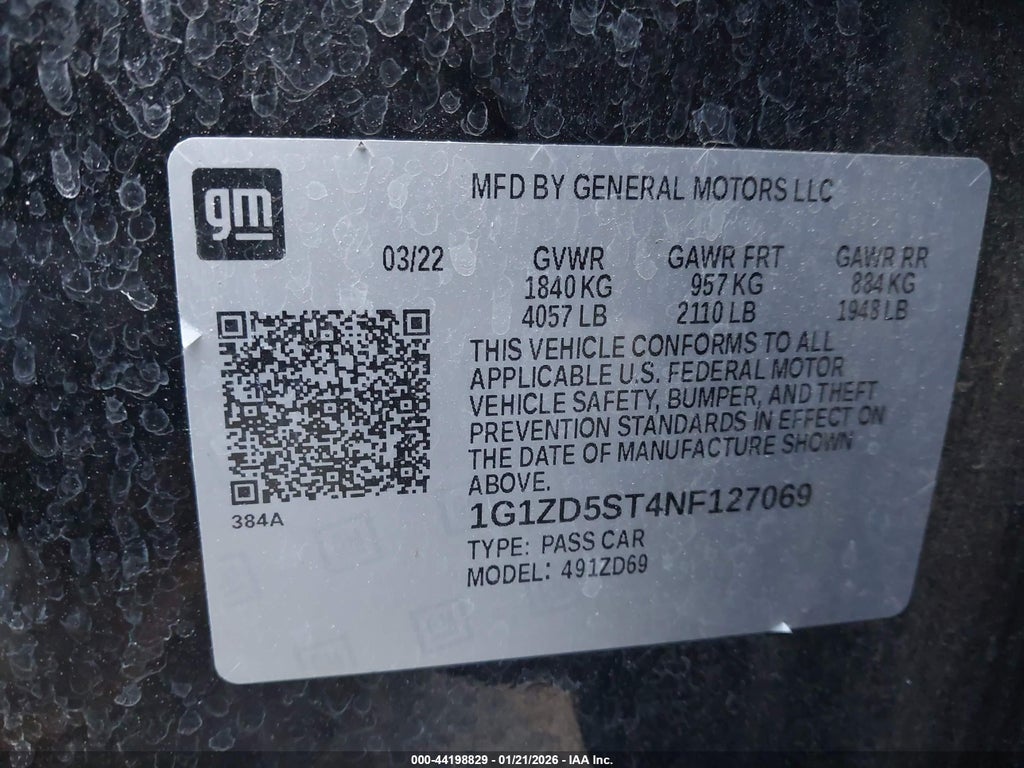 gm
MFD BY GENERAL MOTORS LLC
03/22 GVWR GAWR FRT GAWR RR
1840 KG 957 KG 884 KG
4057 LB 2110 LB 1948 LB
THIS VEHICLE CONFORMS TO ALL
APPLICABLE U.S. FEDERAL MOTOR
VEHICLE SAFETY, BUMPER, AND THEFT
PREVENTION STANDARDS IN EFFECT ON
THE DATE OF MANUFACTURE SHOWN
ABOVE.
1G1ZD5ST4NF127069
384A
TYPE: PASS CAR
MODEL: 491ZD69
000-44198829 - 01/21/2026 - IAA Inc.